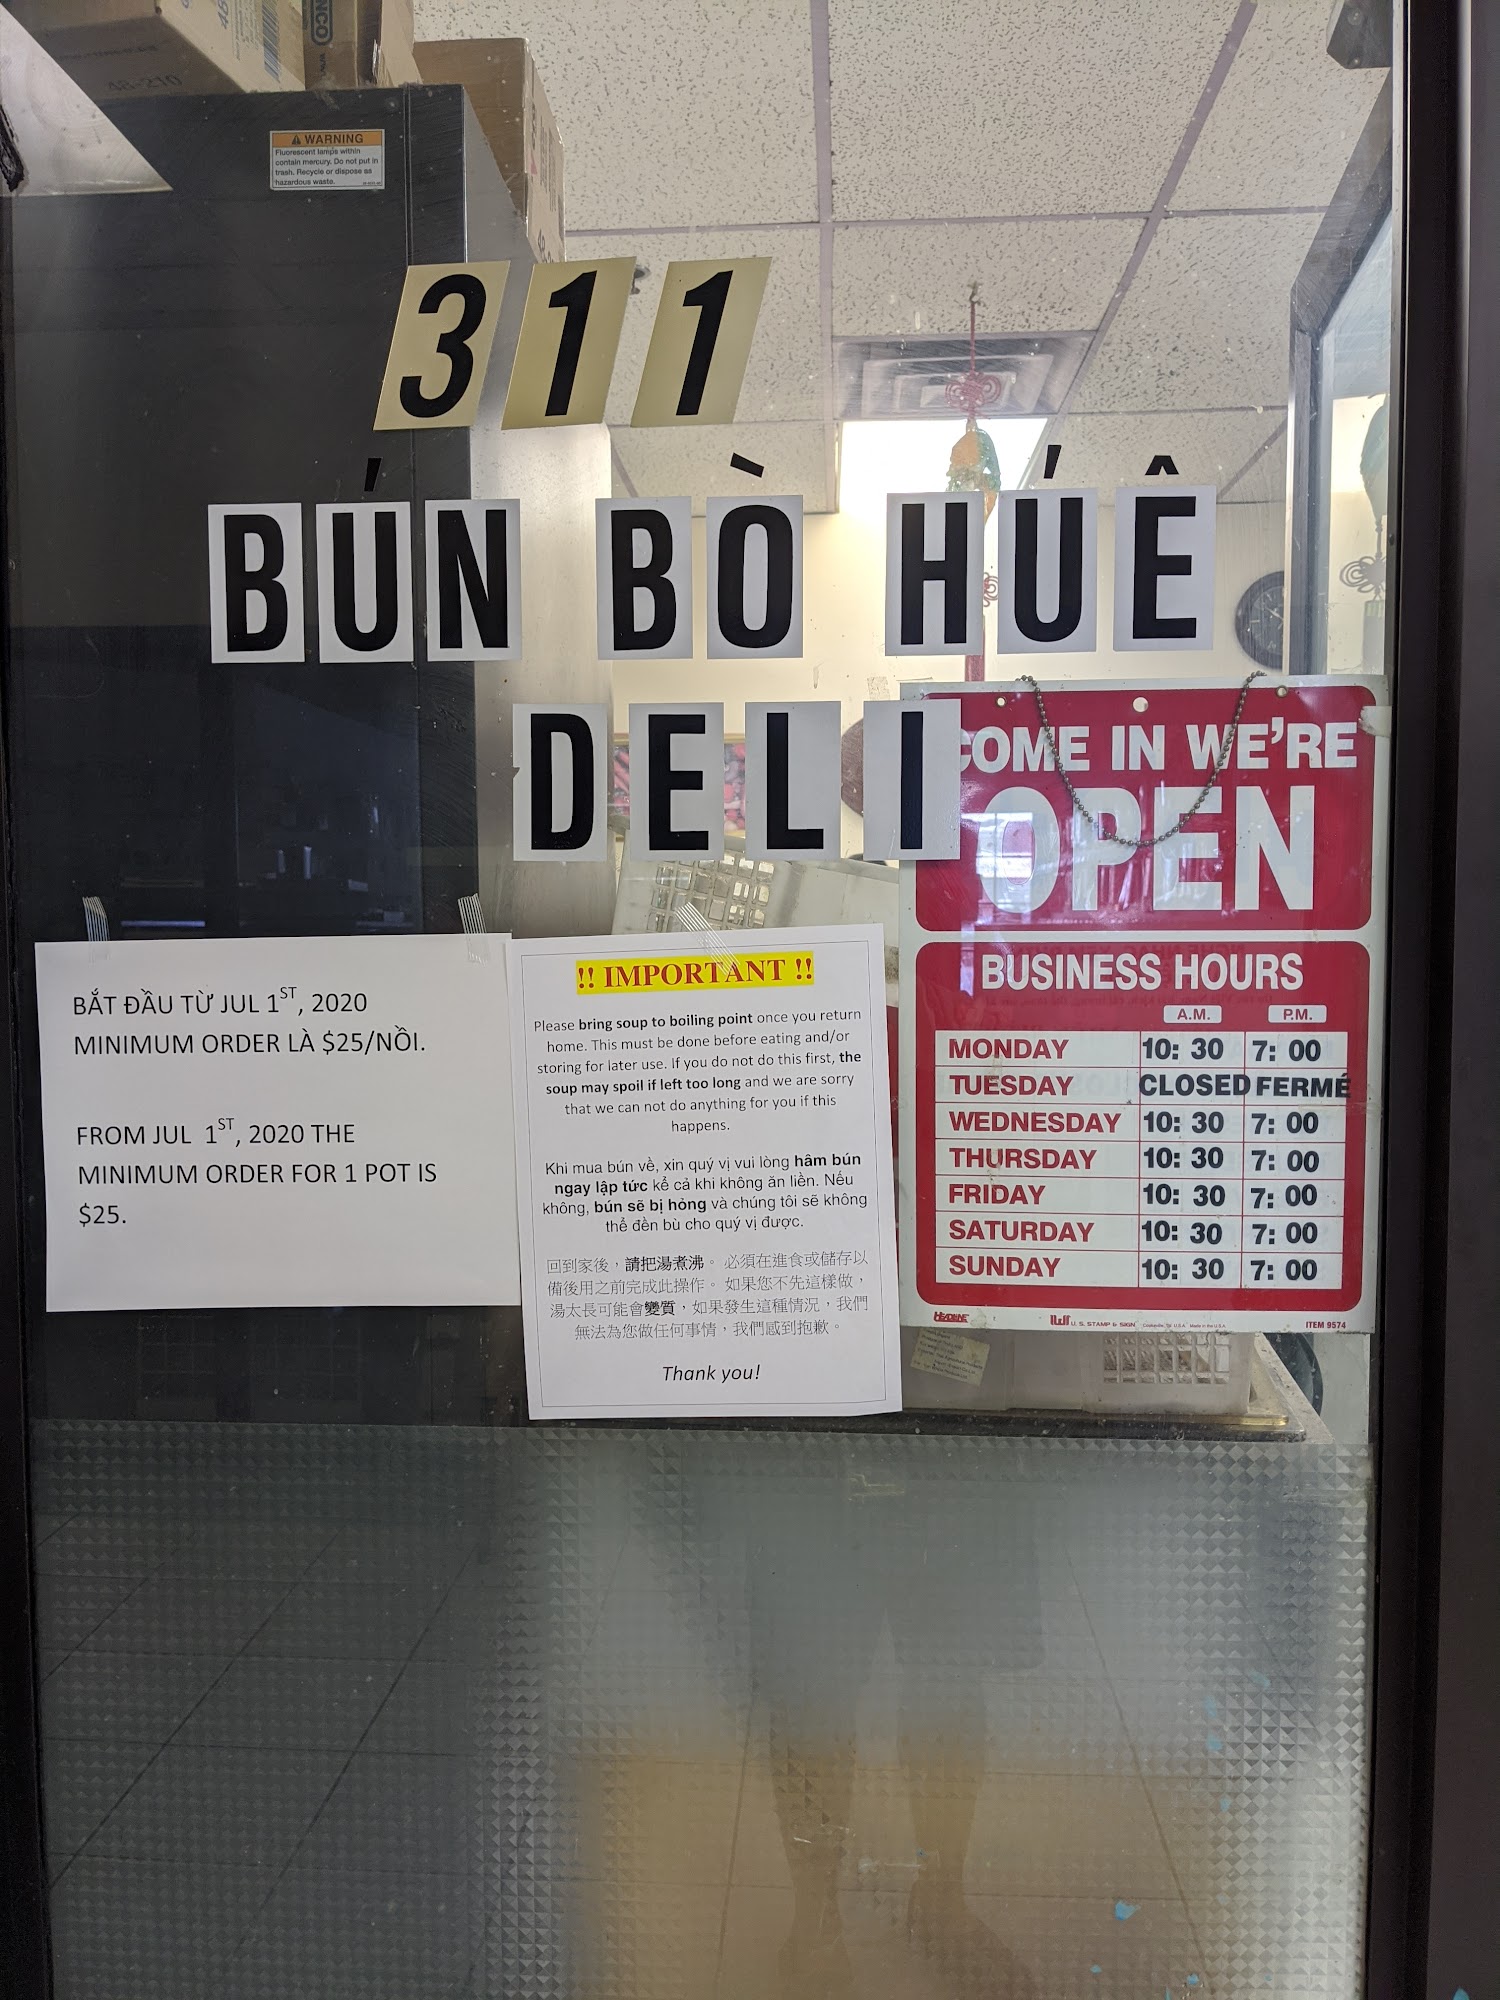 ⚠ WARNING
Fluorescent lamps within
contain mercury. Do not put in
trash. Recycle or dispose as
hazardous waste.
311
BÚN BÒ HÚÊ
DELI
COME IN WE'RE
OPEN
BUSINESS HOURS
A.M. P.M.
MONDAY 10: 30 7: 00
TUESDAY CLOSED FERMÉ
WEDNESDAY 10: 30 7: 00
THURSDAY 10: 30 7: 00
FRIDAY 10: 30 7: 00
SATURDAY 10: 30 7: 00
SUNDAY 10: 30 7: 00
HEADLINE U.S. STAMP & SIGN Made in the U.S.A. ITEM 9574
BẮT ĐẦU TỪ JUL 1ST, 2020
MINIMUM ORDER LÀ $25/NỒI.
FROM JUL 1ST, 2020 THE
MINIMUM ORDER FOR 1 POT IS
$25.
!! IMPORTANT !!
Please bring soup to boiling point once you return
home. This must be done before eating and/or
storing for later use. If you do not do this first, the
soup may spoil if left too long and we are sorry
that we can not do anything for you if this
happens.
Khi mua bún về, xin quý vị vui lòng hâm bún
ngay lập tức kể cả khi không ăn liền. Nếu
không, bún sẽ bị hỏng và chúng tôi sẽ không
thể đền bù cho quý vị được.
回到家後，請把湯煮沸。 必須在進食或儲存以
備後用之前完成此操作。 如果您不先這樣做，
湯太長可能會變質，如果發生這種情況，我們
無法為您做任何事情，我們感到抱歉。
Thank you!